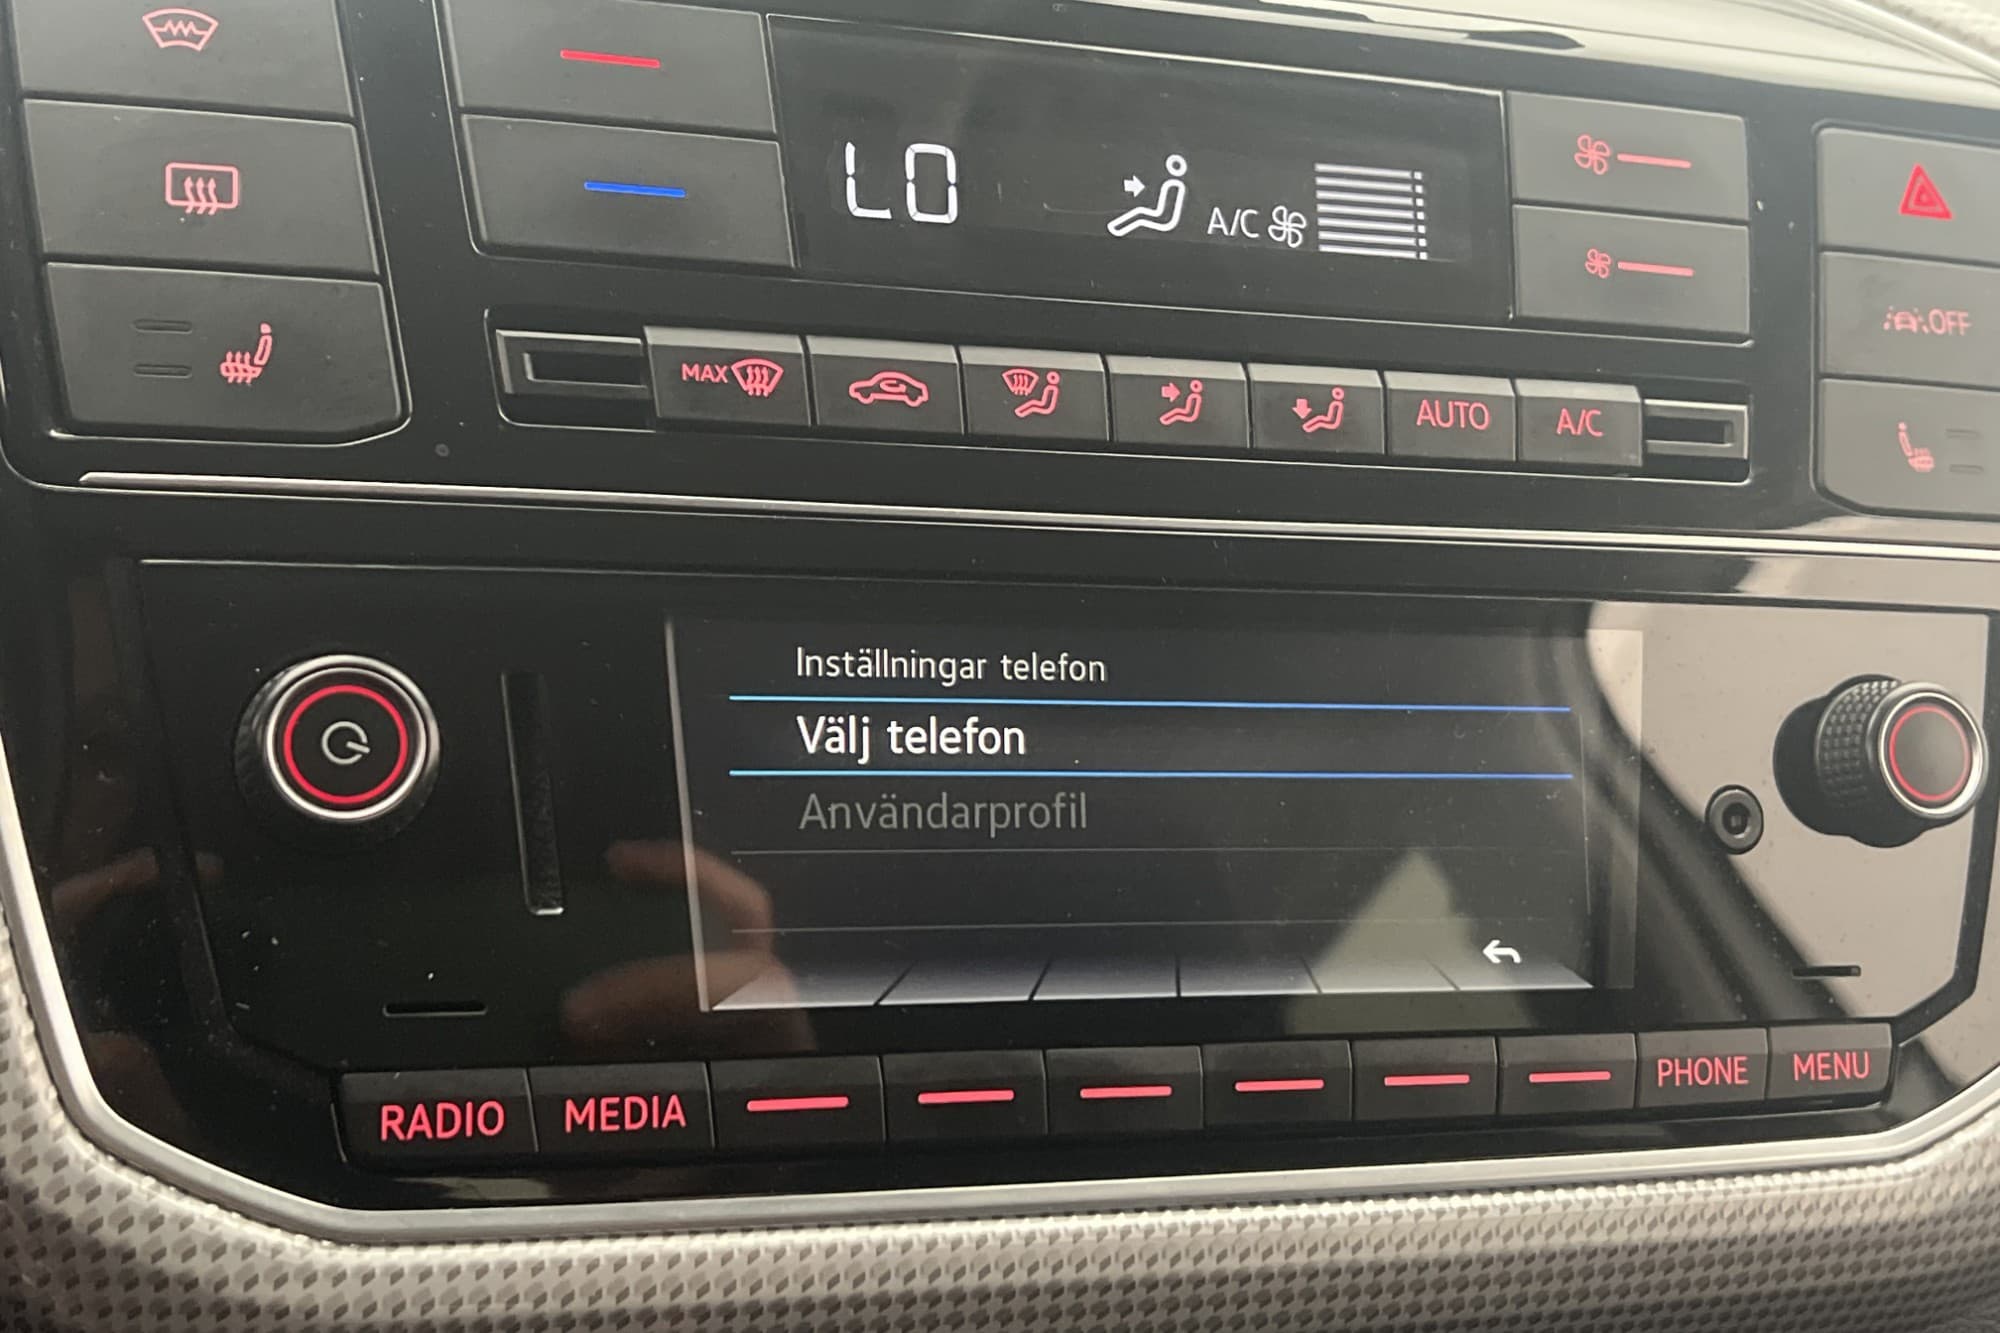 LO
A/C
OFF
MAX
AUTO
A/C
Inställningar telefon
Välj telefon
Användarprofil
RADIO
MEDIA
PHONE
MENU